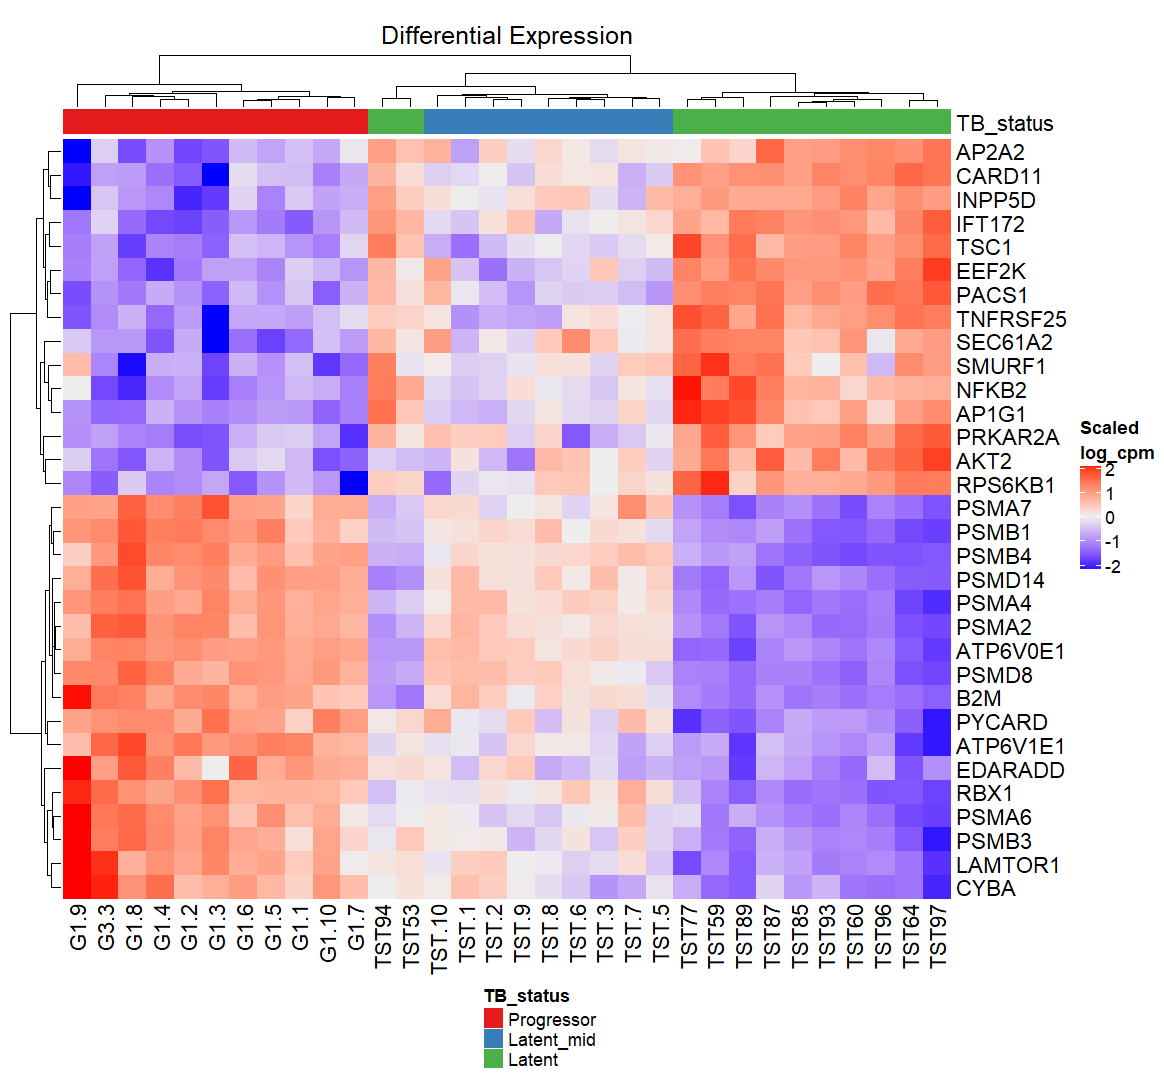 Differential Expression
TB_status
AP2A2
CARD11
INPP5D
IFT172
TSC1
EEF2K
PACS1
TNFRSF25
SEC61A2
SMURF1
NFKB2
AP1G1
PRKAR2A
AKT2
RPS6KB1
PSMA7
PSMB1
PSMB4
PSMD14
PSMA4
PSMA2
ATP6V0E1
PSMD8
B2M
PYCARD
ATP6V1E1
EDARADD
RBX1
PSMA6
PSMB3
LAMTOR1
CYBA
Scaled
log_cpm
2
1
0
-1
-2
G1.9
G3.3
G1.8
G1.4
G1.2
G1.3
G1.6
G1.5
G1.1
G1.10
G1.7
TST94
TST53
TST.10
TST.1
TST.2
TST.9
TST.8
TST.6
TST.3
TST.7
TST.5
TST77
TST59
TST89
TST87
TST85
TST93
TST60
TST96
TST64
TST97
TB_status
Progressor
Latent_mid
Latent